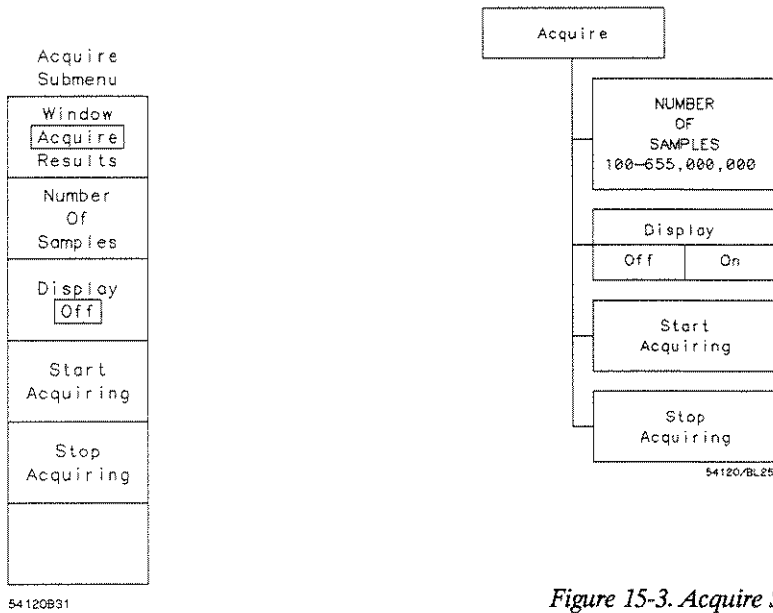 Acquire
Submenu
Window
Acquire
Results
Number
Of
Samples
Display
Off
Start
Acquiring
Stop
Acquiring
54120B31
Acquire
NUMBER
OF
SAMPLES
100–655,000,000
Display
Off On
Start
Acquiring
Stop
Acquiring
54120/BL25
Figure 15-3. Acquire